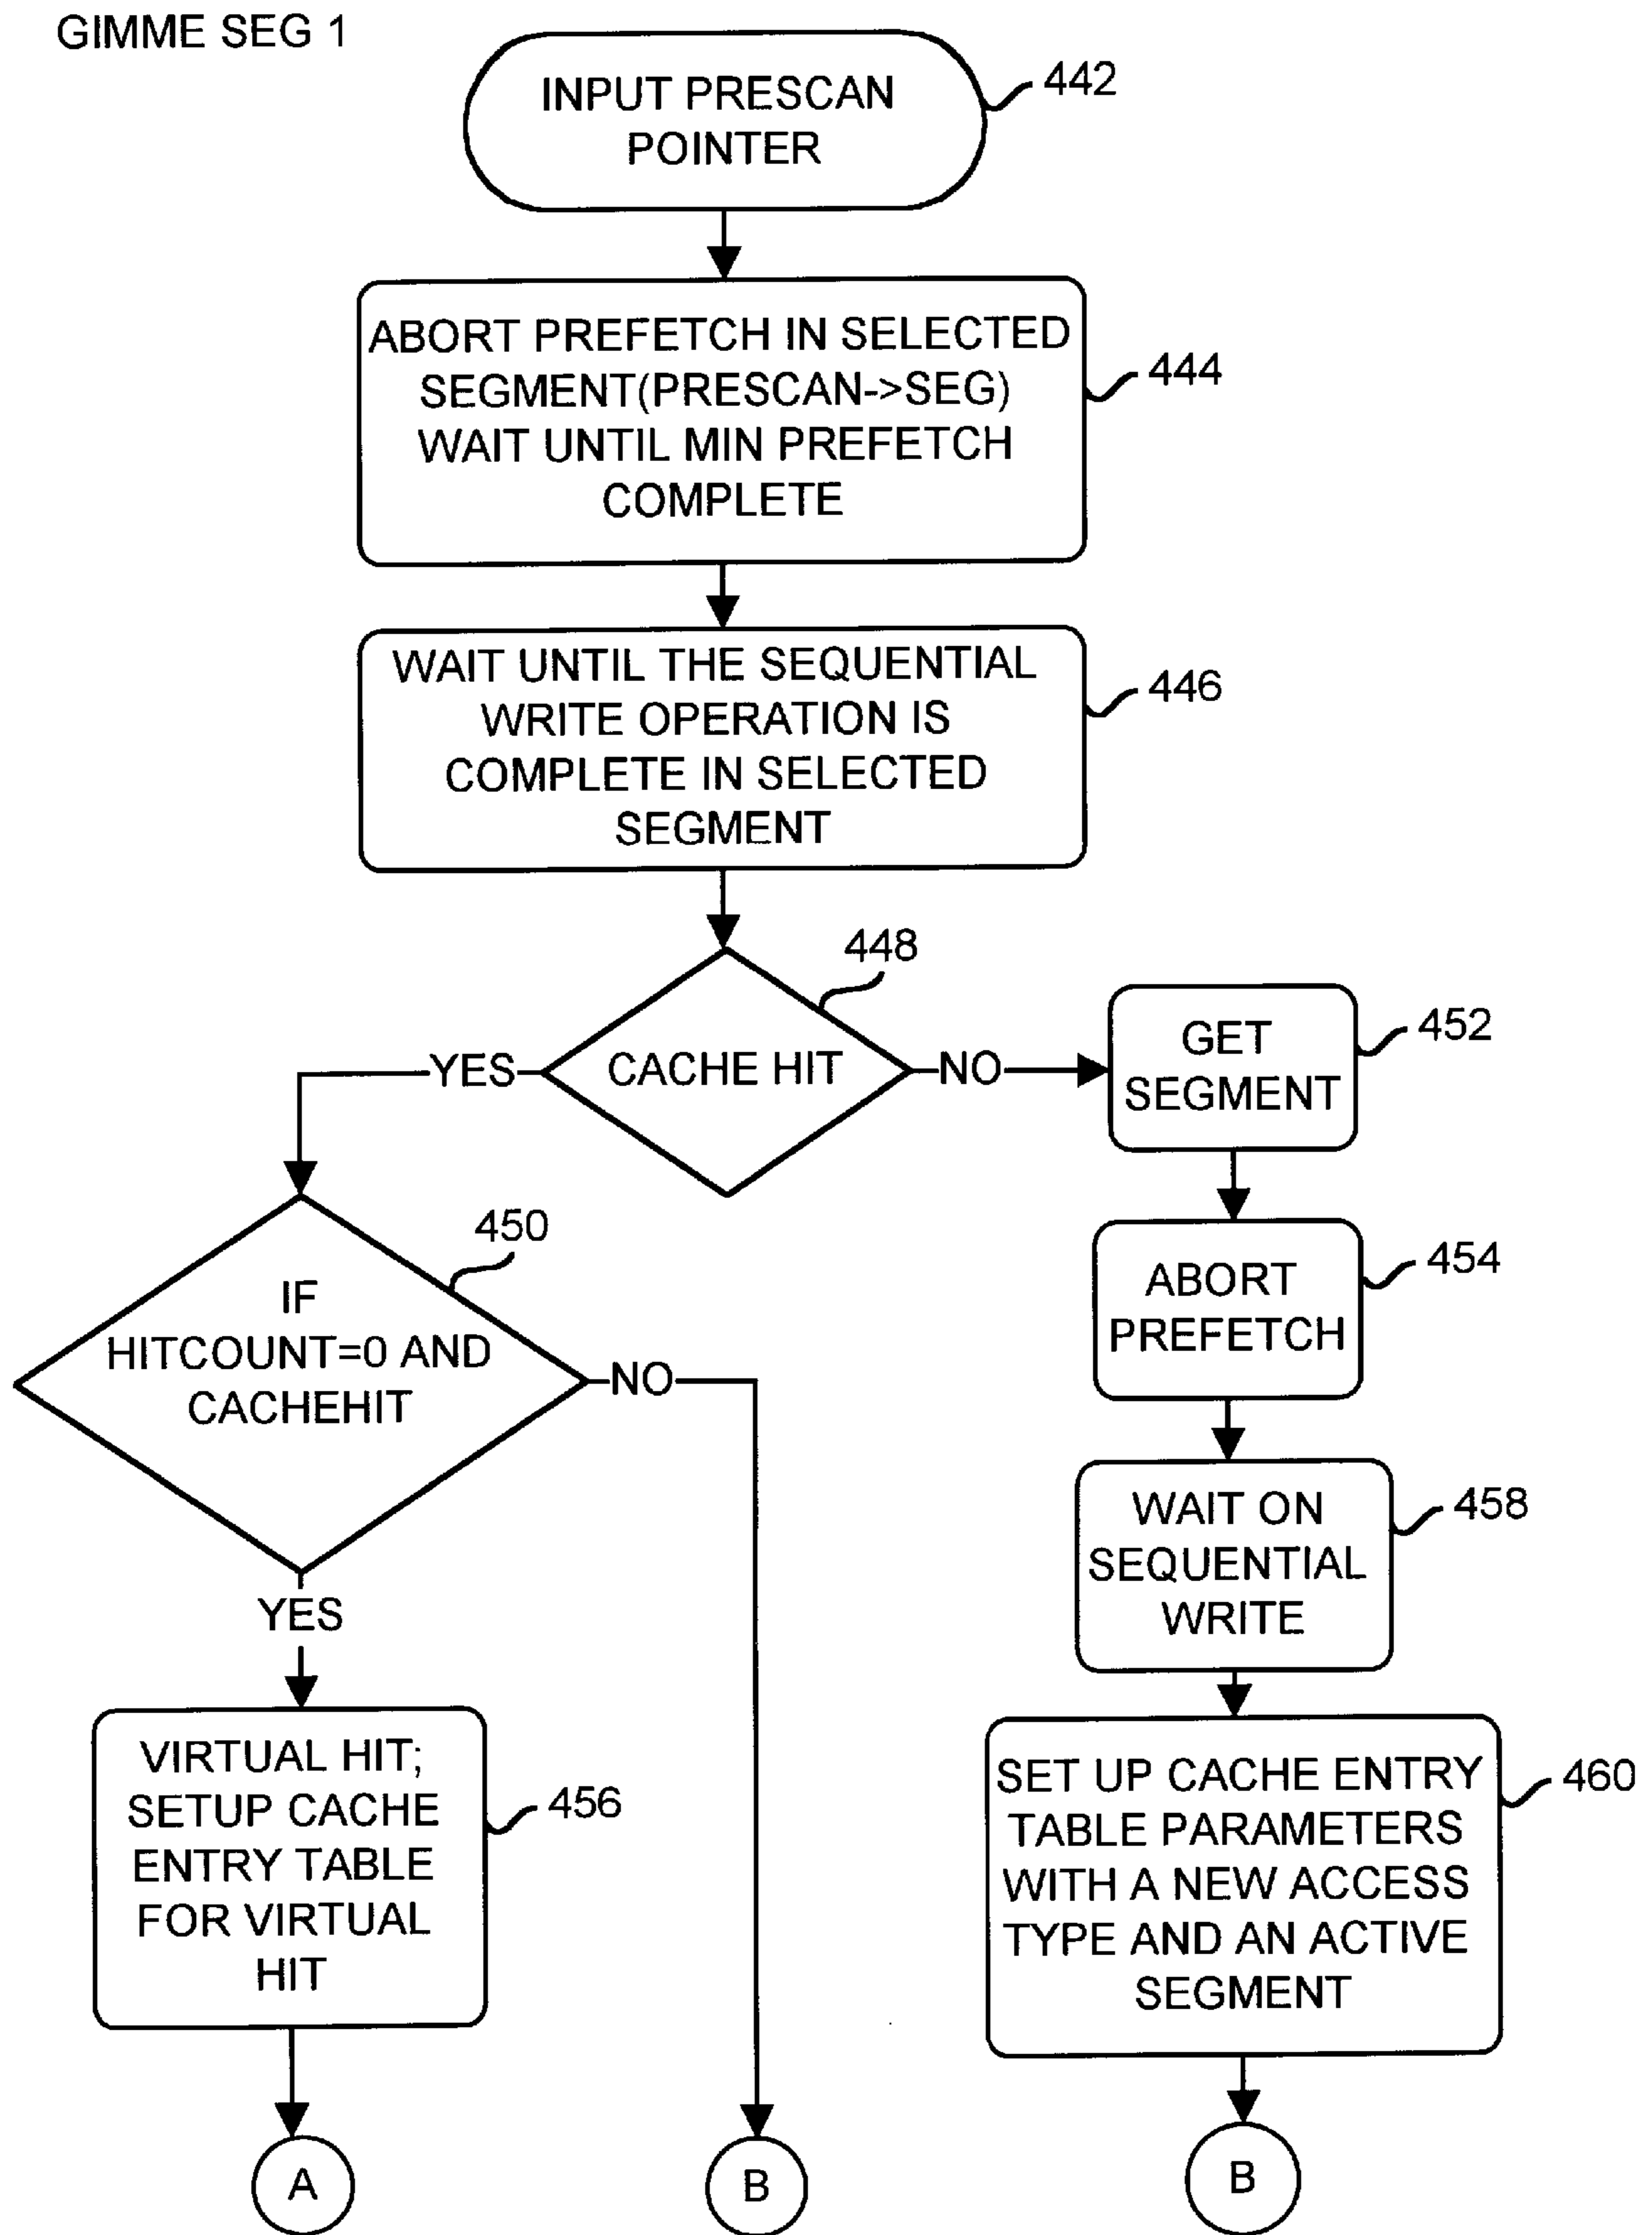 GIMME SEG 1
INPUT PRESCAN
POINTER
442
ABORT PREFETCH IN SELECTED
SEGMENT(PRESCAN->SEG)
WAIT UNTIL MIN PREFETCH
COMPLETE
444
WAIT UNTIL THE SEQUENTIAL
WRITE OPERATION IS
COMPLETE IN SELECTED
SEGMENT
446
448
YES
CACHE HIT
NO
GET
SEGMENT
452
450
IF
HITCOUNT=0 AND
CACHEHIT
NO
YES
ABORT
PREFETCH
454
WAIT ON
SEQUENTIAL
WRITE
458
VIRTUAL HIT;
SETUP CACHE
ENTRY TABLE
FOR VIRTUAL
HIT
456
SET UP CACHE ENTRY
TABLE PARAMETERS
WITH A NEW ACCESS
TYPE AND AN ACTIVE
SEGMENT
460
A
B
B